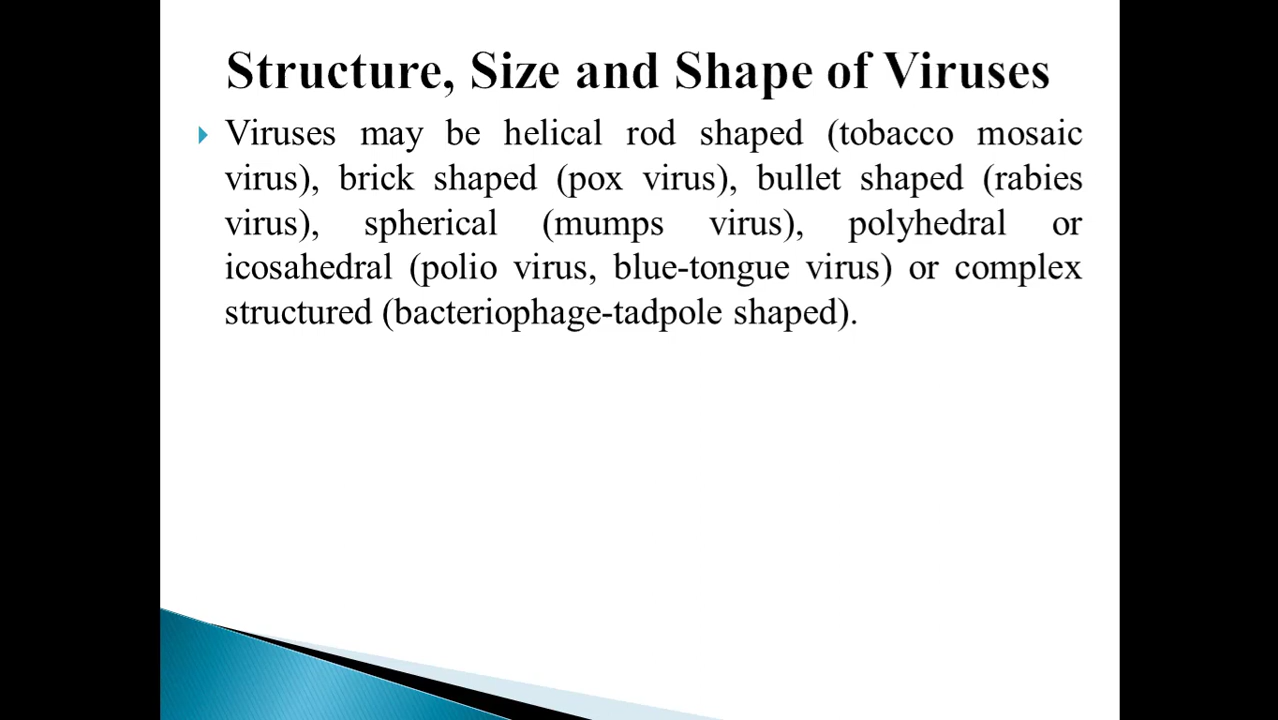 Structure, Size and Shape of Viruses
Viruses may be helical rod shaped (tobacco mosaic
virus), brick shaped (pox virus), bullet shaped (rabies
virus), spherical (mumps virus), polyhedral or
icosahedral (polio virus, blue-tongue virus) or complex
structured (bacteriophage-tadpole shaped).